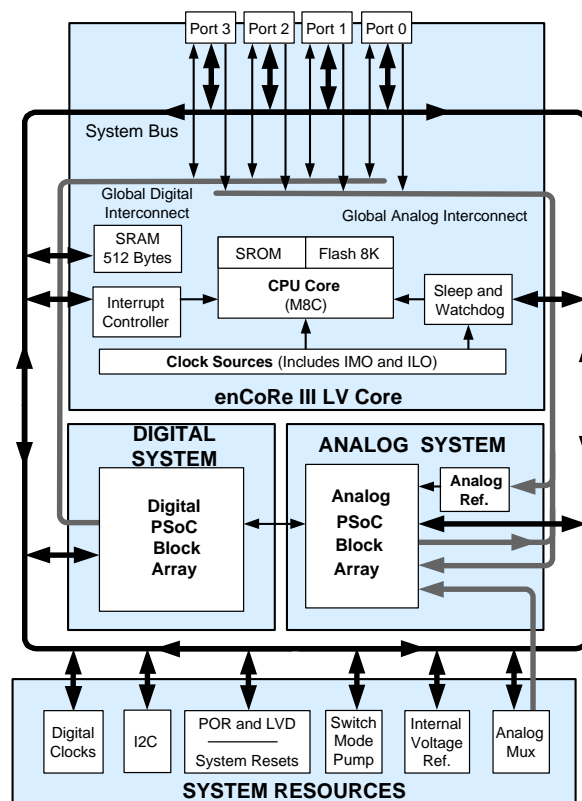 Port 3 Port 2 Port 1 Port 0
System Bus
Global Digital
Interconnect
Global Analog Interconnect
SRAM
512 Bytes
SROM Flash 8K
CPU Core
(M8C)
Interrupt
Controller
Sleep and
Watchdog
Clock Sources (Includes IMO and ILO)
enCoRe III LV Core
DIGITAL
SYSTEM
ANALOG SYSTEM
Digital
PSoC
Block
Array
Analog
PSoC
Block
Array
Analog
Ref.
Digital
Clocks
I2C
POR and LVD
System Resets
Switch
Mode
Pump
Internal
Voltage
Ref.
Analog
Mux
SYSTEM RESOURCES